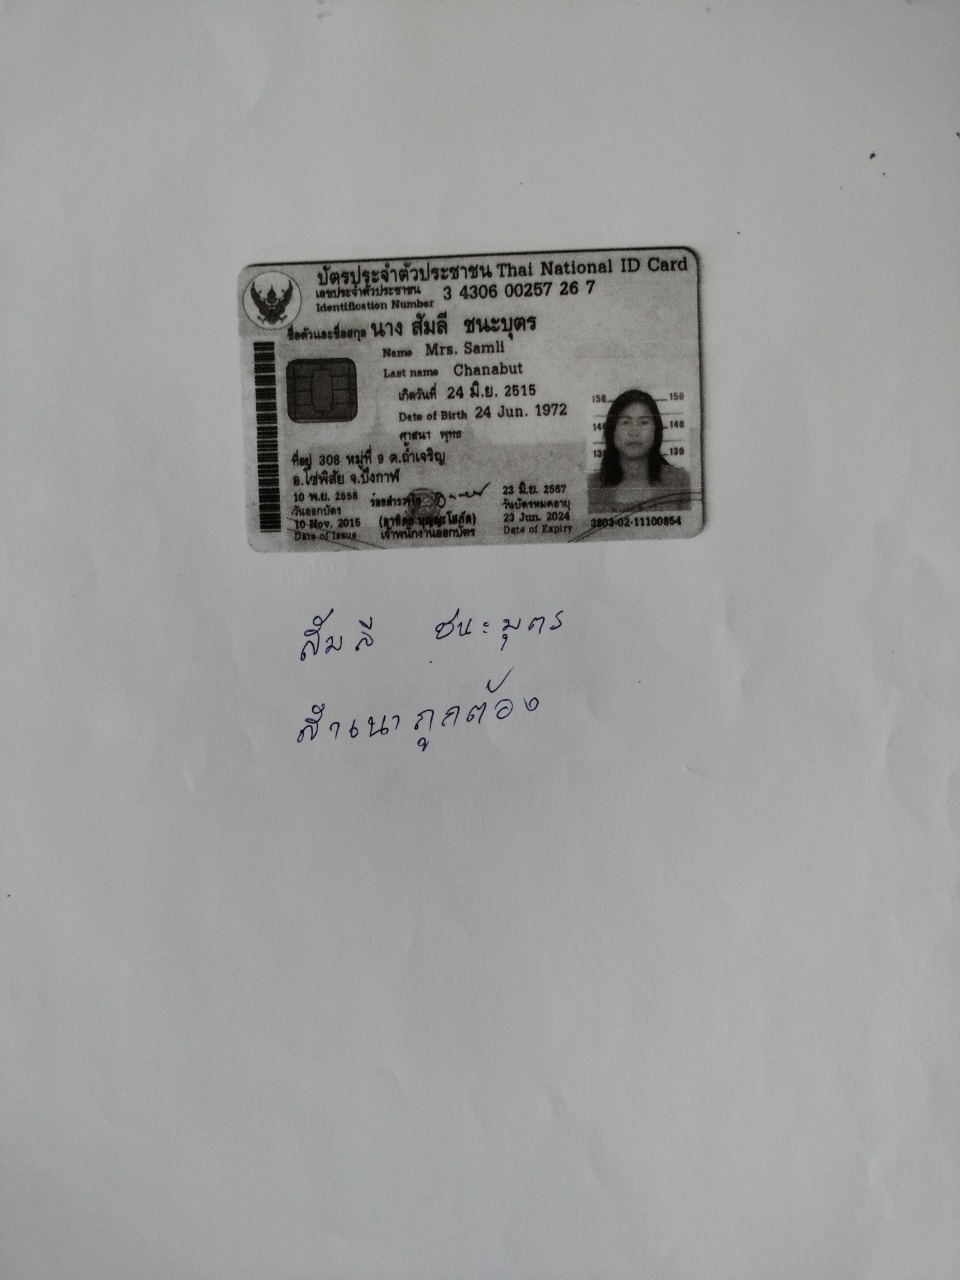 บัตรประจำตัวประชาชน Thai National ID Card
เลขประจำตัวประชาชน 3 4306 00257 26 7
Identification Number
ชื่อตัวและชื่อสกุล นาง สัมลี ชนะบุตร
Name Mrs. Samli
Last name Chanabut
เกิดวันที่ 24 มิ.ย. 2515
Date of Birth 24 Jun. 1972
ศาสนา พุทธ
ที่อยู่ 308 หมู่ที่ 9 ต.ถ้ำเจริญ
อ.โซ่พิสัย จ.บึงกาฬ
150 150
140 140
130 130
10 พ.ย. 2558
วันออกบัตร
10 Nov. 2015
Date of Issue
เจ้าพนักงานออกบัตร
23 มิ.ย. 2567
วันบัตรหมดอายุ
23 Jun. 2024
Date of Expiry
3803-02-11100854
สัมลี ชนะบุตร
สำเนาถูกต้อง